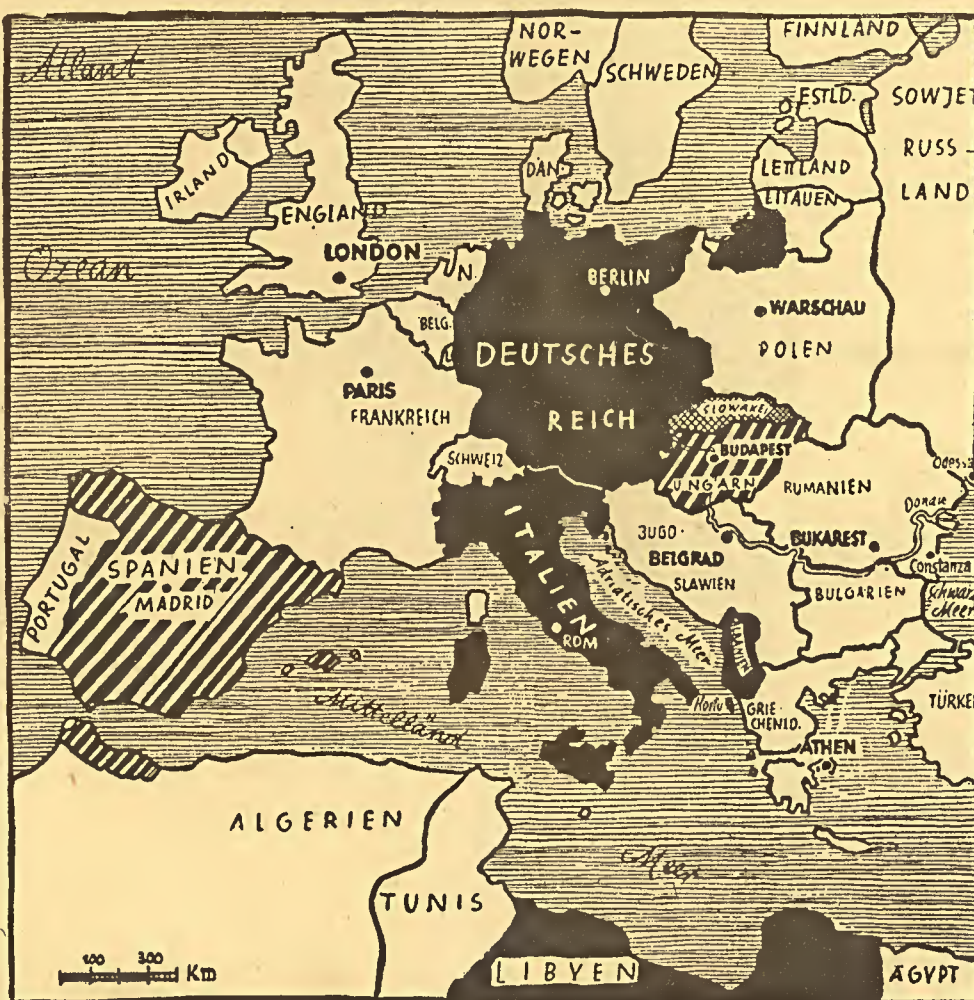 Atlant.
Ozean
NOR-
WEGEN
SCHWEDEN
FINNLAND
ESTLD.
SOWJET
RUSS-
LAND
LETTLAND
LITAUEN
DÄN.
IRLAND
ENGLAND
LONDON
N.
BELG.
BERLIN
DEUTSCHES
REICH
WARSCHAU
POLEN
PARIS
FRANKREICH
SCHWEIZ
SLOWAKEI
BUDAPEST
UNGARN
RUMANIEN
Odessa
Donau
BUKAREST
Constanza
Schwarz.
Meer
JUGO-
BELGRAD
SLAWIEN
BULGARIEN
ITALIEN
ROM
Adriatisches Meer
PORTUGAL
SPANIEN
MADRID
Mittelländ.
Meer
Korfu
GRIE-
CHENLD.
ATHEN
TÜRKEI
ALGERIEN
TUNIS
LIBYEN
ÄGYPT
100 300
Km